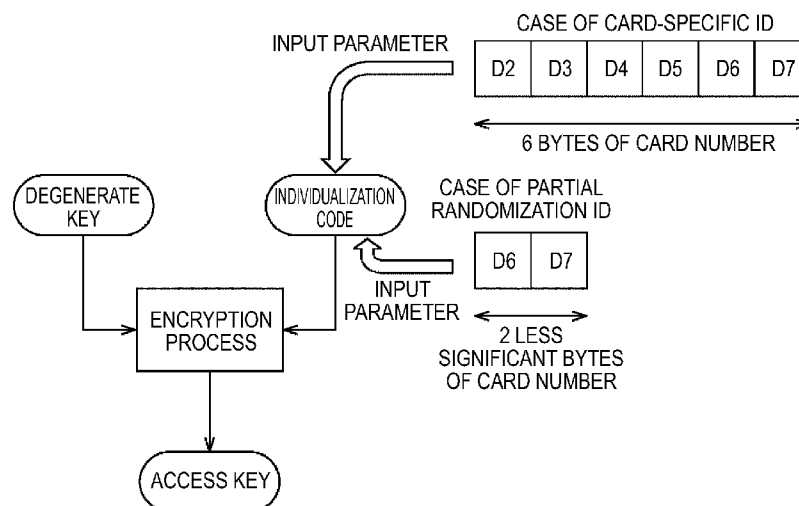 CASE OF CARD-SPECIFIC ID
INPUT PARAMETER
D2 D3 D4 D5 D6 D7
6 BYTES OF CARD NUMBER
DEGENERATE
KEY
INDIVIDUALIZATION
CODE
CASE OF PARTIAL
RANDOMIZATION ID
D6 D7
INPUT
PARAMETER
ENCRYPTION
PROCESS
2 LESS
SIGNIFICANT BYTES
OF CARD NUMBER
ACCESS KEY